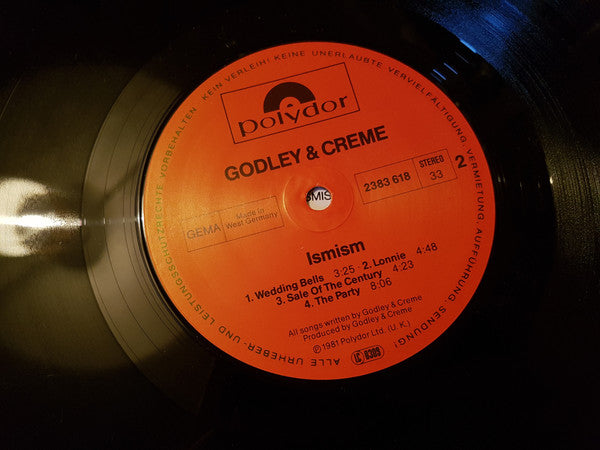 KEIN VERLEIH! KEINE UNERLAUBTE VERVIELFÄLTIGUNG, VERMIETUNG, AUFFÜHRUNG, SENDUNG!
polydor
GODLEY & CREME
GEMA
Made in
West Germany
2383 618
STEREO
33
2
Ismism
1. Wedding Bells 3:25 · 2. Lonnie 4:48
3. Sale Of The Century 4:23
4. The Party 8:06
All songs written by Godley & Creme
Produced by Godley & Creme
℗ 1981 Polydor Ltd. (U. K.)
LC 0309
ALLE URHEBER- UND LEISTUNGSSCHUTZRECHTE VORBEHALTEN